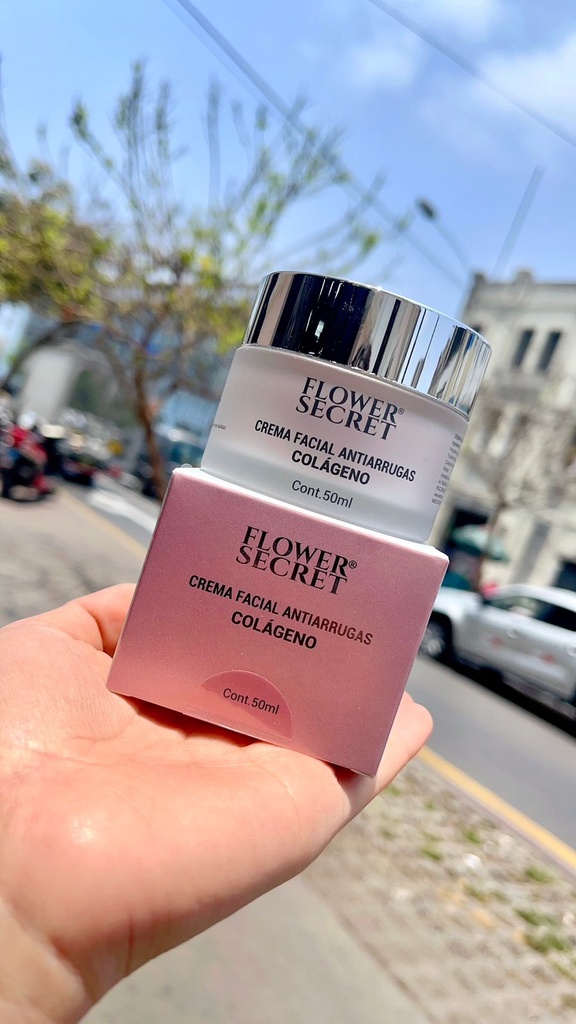 FLOWER
SECRET®
CREMA FACIAL ANTIARRUGAS
COLÁGENO
Cont.50ml
FLOWER®
SECRET
CREMA FACIAL ANTIARRUGAS
COLÁGENO
Cont.50ml